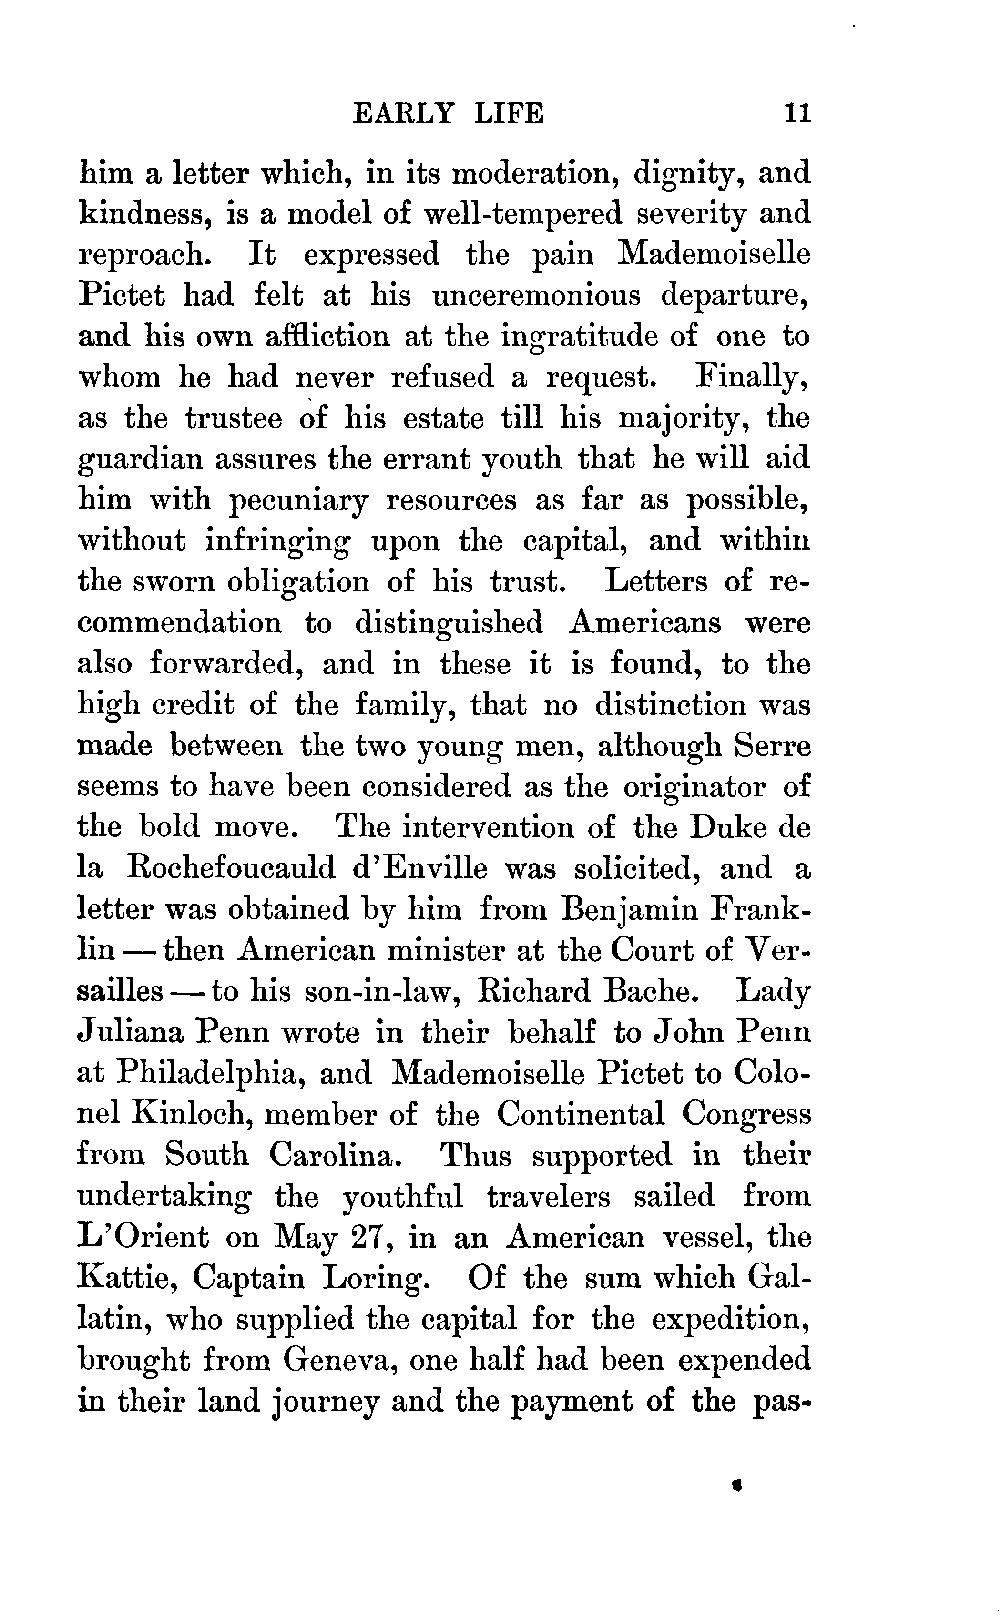 EARLY LIFE 11
him a letter which, in its moderation, dignity, and
kindness, is a model of well-tempered severity and
reproach. It expressed the pain Mademoiselle
Pictet had felt at his unceremonious departure,
and his own affliction at the ingratitude of one to
whom he had never refused a request. Finally,
as the trustee of his estate till his majority, the
guardian assures the errant youth that he will aid
him with pecuniary resources as far as possible,
without infringing upon the capital, and within
the sworn obligation of his trust. Letters of re-
commendation to distinguished Americans were
also forwarded, and in these it is found, to the
high credit of the family, that no distinction was
made between the two young men, although Serre
seems to have been considered as the originator of
the bold move. The intervention of the Duke de
la Rochefoucauld d'Enville was solicited, and a
letter was obtained by him from Benjamin Frank-
lin — then American minister at the Court of Ver-
sailles — to his son-in-law, Richard Bache. Lady
Juliana Penn wrote in their behalf to John Penn
at Philadelphia, and Mademoiselle Pictet to Colo-
nel Kinloch, member of the Continental Congress
from South Carolina. Thus supported in their
undertaking the youthful travelers sailed from
L'Orient on May 27, in an American vessel, the
Kattie, Captain Loring. Of the sum which Gal-
latin, who supplied the capital for the expedition,
brought from Geneva, one half had been expended
in their land journey and the payment of the pas-